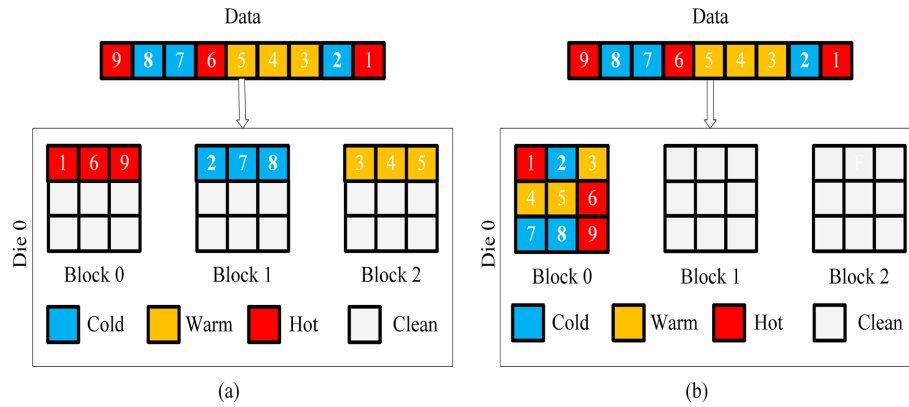 Data
9 8 7 6 5 4 3 2 1
Die 0
1 6 9
2 7 8
3 4 5
Block 0
Block 1
Block 2
Cold
Warm
Hot
Clean
(a)
Data
9 8 7 6 5 4 3 2 1
Die 0
1 2 3
4 5 6
7 8 9
F
Block 0
Block 1
Block 2
Cold
Warm
Hot
Clean
(b)